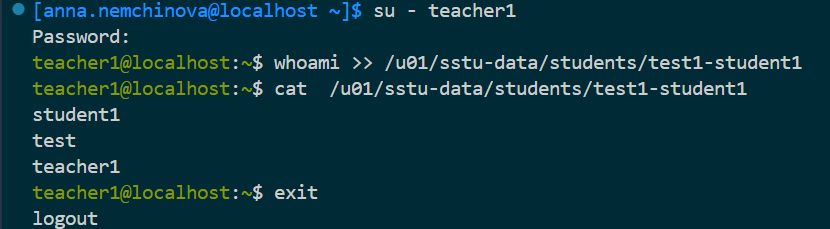 [anna.nemchinova@localhost ~]$ su - teacher1
Password:
teacher1@localhost:~$ whoami >> /u01/sstu-data/students/test1-student1
teacher1@localhost:~$ cat  /u01/sstu-data/students/test1-student1
student1
test
teacher1
teacher1@localhost:~$ exit
logout